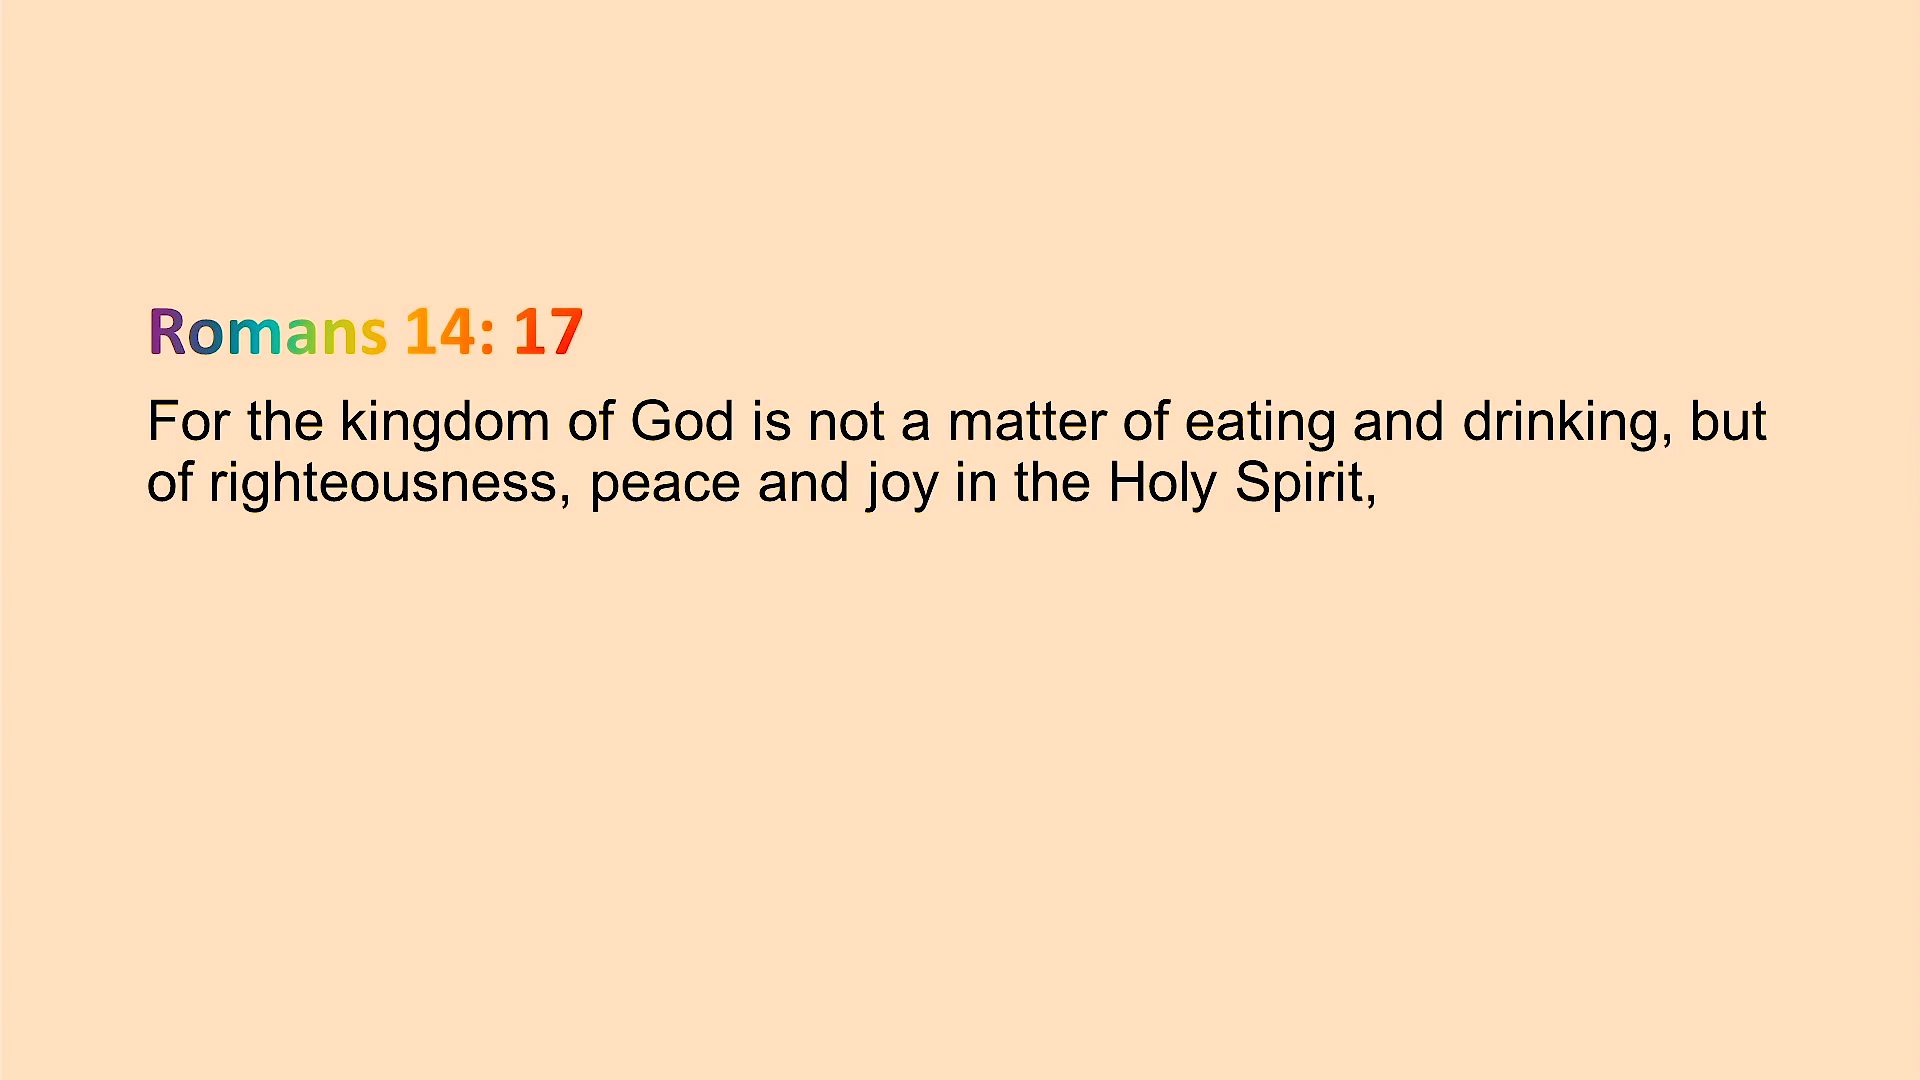 Romans 14: 17
For the kingdom of God is not a matter of eating and drinking, but
of righteousness, peace and joy in the Holy Spirit,